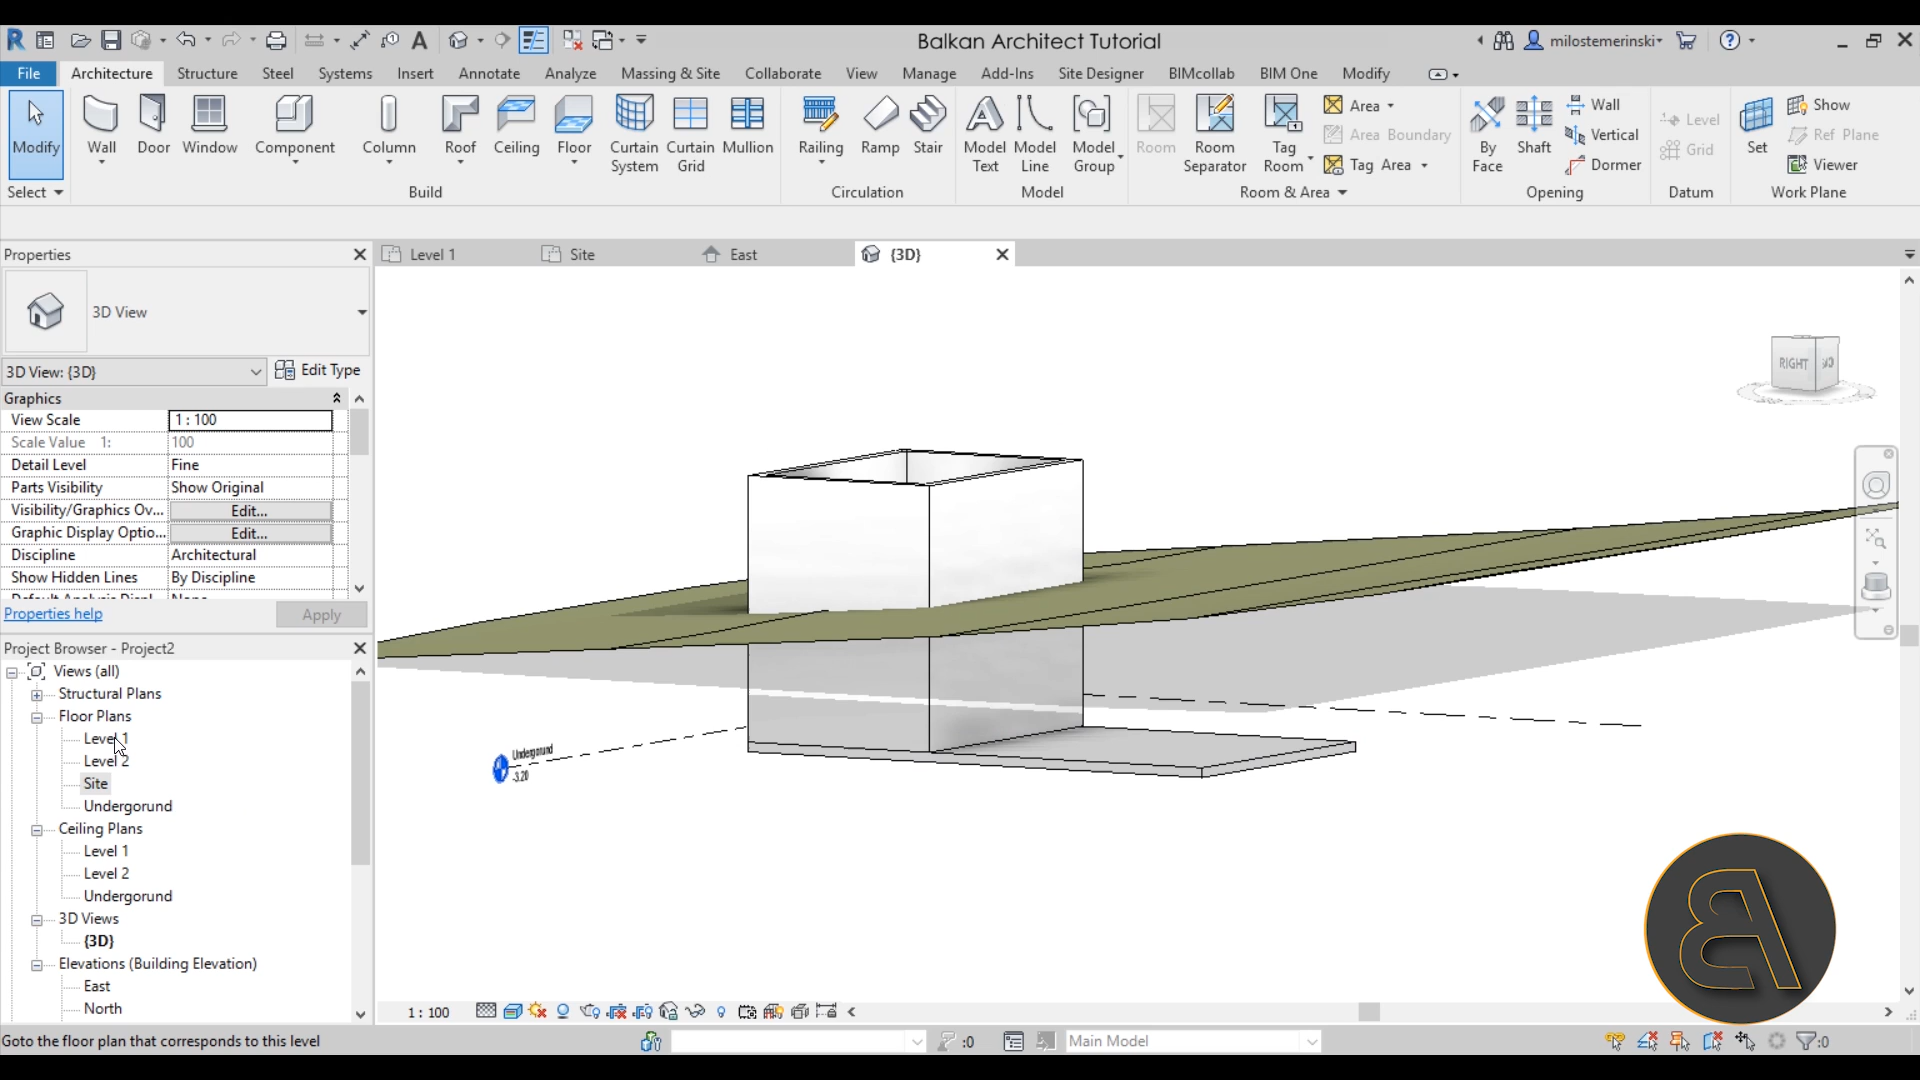 Balkan Architect Tutorial
milostemerinski
File Architecture Structure Steel Systems Insert Annotate Analyze Massing & Site Collaborate View Manage Add-Ins Site Designer BIMcollab BIM One Modify
Modify
Wall
Door
Window
Component
Column
Roof
Ceiling
Floor
Curtain System
Curtain Grid
Mullion
Railing
Ramp
Stair
Model Text
Model Line
Model Group
Room
Room Separator
Tag Room
Area
Area Boundary
Tag Area
By Face
Shaft
Wall
Vertical
Dormer
Level
Grid
Set
Show
Ref Plane
Viewer
Select Build Circulation Model Room & Area Opening Datum Work Plane
Properties
Level 1 Site East {3D}
3D View
3D View: {3D} Edit Type
Graphics
View Scale 1 : 100
Scale Value 1: 100
Detail Level Fine
Parts Visibility Show Original
Visibility/Graphics Ov... Edit...
Graphic Display Optio... Edit...
Discipline Architectural
Show Hidden Lines By Discipline
Properties help Apply
Project Browser - Project2
Views (all)
Structural Plans
Floor Plans
Level 1
Level 2
Site
Undergorund
Ceiling Plans
Level 1
Level 2
Undergorund
3D Views
{3D}
Elevations (Building Elevation)
East
North
RIGHT
Undergorund
-3.20
1 : 100
Goto the floor plan that corresponds to this level
:0
Main Model
:0